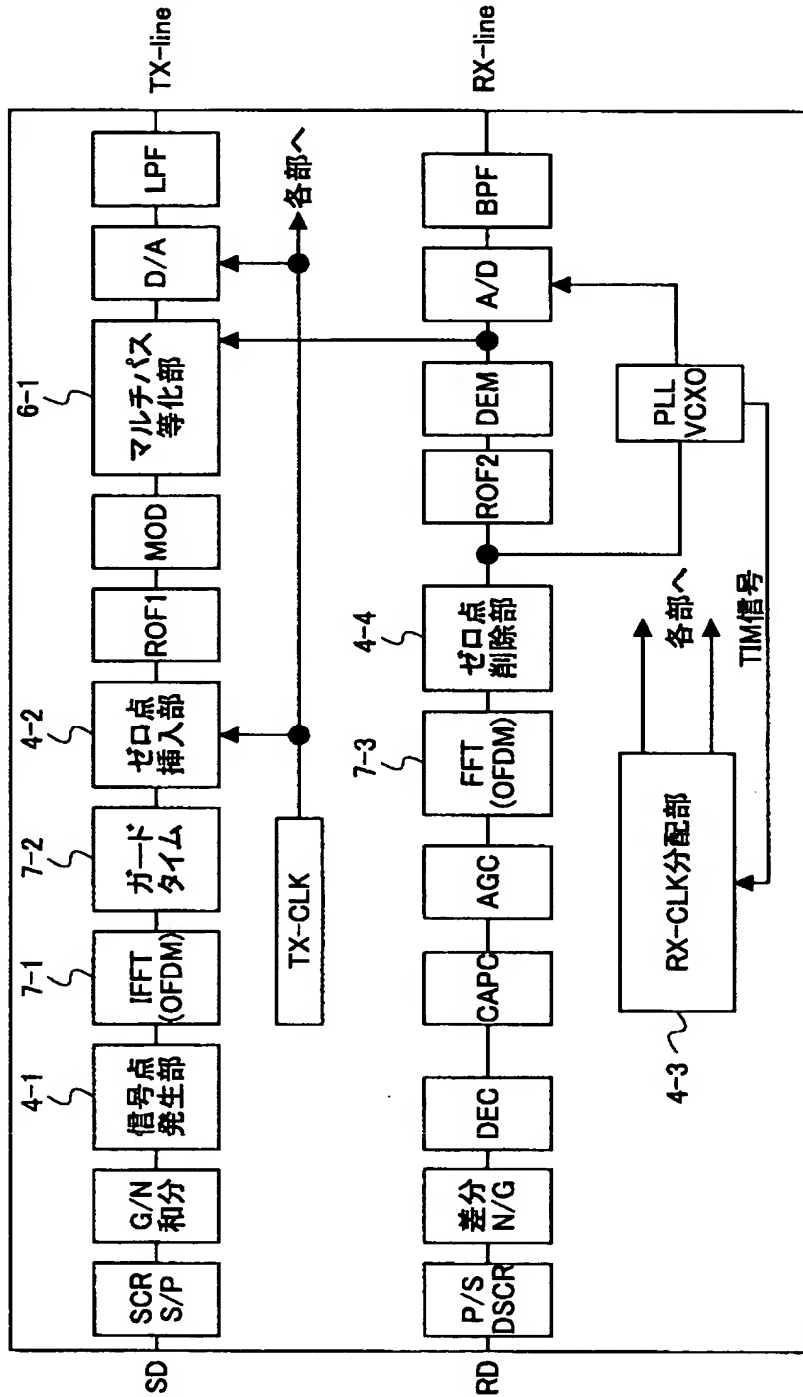 SD
SCR
S/P
G/N
和分
4-1
信号点
発生部
7-1
IFFT
(OFDM)
7-2
ガード
タイム
4-2
ゼロ点
挿入部
ROF1
MOD
6-1
マルチパス
等化部
D/A
LPF
TX-line
TX-CLK
各部へ
RD
P/S
DSCR
差分
N/G
DEC
CAPC
AGC
7-3
FFT
(OFDM)
4-4
ゼロ点
削除部
ROF2
DEM
A/D
BPF
RX-line
4-3
RX-CLK分配部
各部へ
TIM信号
PLL
VCXO